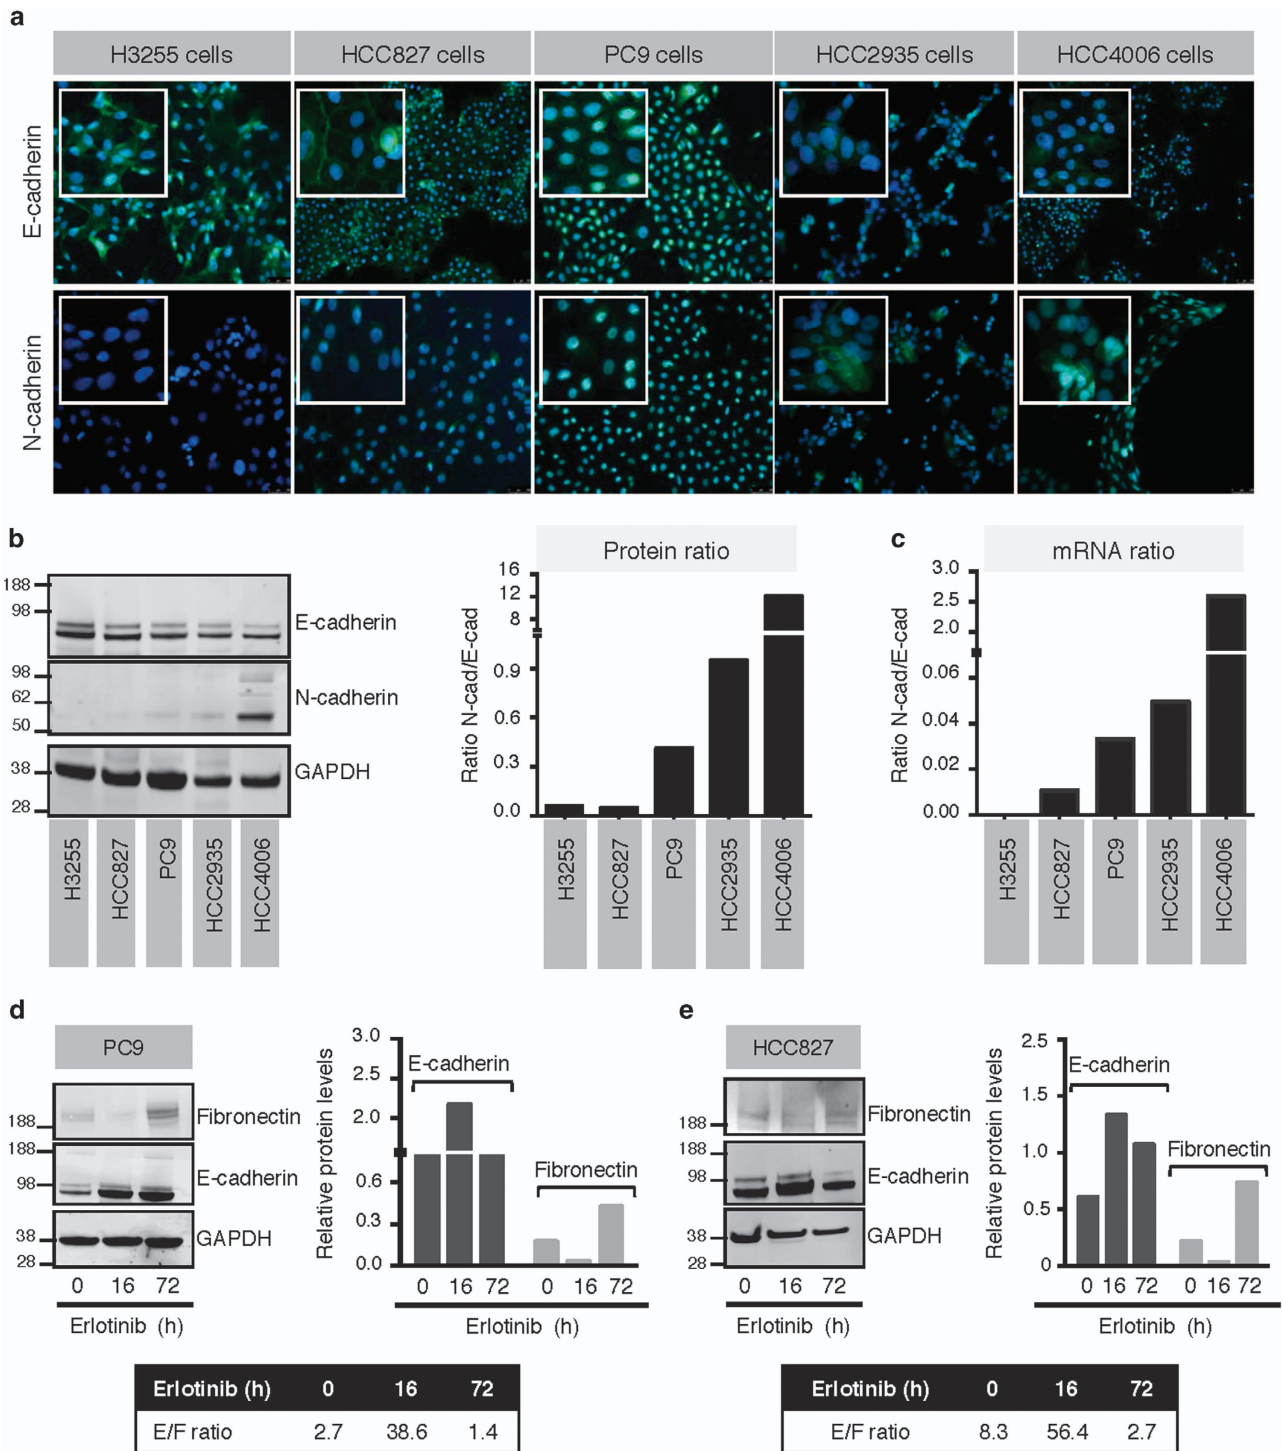 a
H3255 cells HCC827 cells PC9 cells HCC2935 cells HCC4006 cells
E-cadherin
N-cadherin
b
188
98
E-cadherin
98
62
50
N-cadherin
38
28
GAPDH
H3255 HCC827 PC9 HCC2935 HCC4006
Protein ratio
Ratio N-cad/E-cad
16
12
8
0.9
0.6
0.3
0.0
H3255 HCC827 PC9 HCC2935 HCC4006
c
mRNA ratio
Ratio N-cad/E-cad
3.0
2.5
2.0
0.06
0.04
0.02
0.00
H3255 HCC827 PC9 HCC2935 HCC4006
d
PC9
188
Fibronectin
188
98
E-cadherin
38
28
GAPDH
0 16 72
Erlotinib (h)
Relative protein levels
3.0
2.5
2.0
0.6
0.3
0.0
E-cadherin
Fibronectin
0 16 72 0 16 72
Erlotinib (h)
Erlotinib (h) 0 16 72
E/F ratio 2.7 38.6 1.4
e
HCC827
188
Fibronectin
188
98
E-cadherin
38
28
GAPDH
0 16 72
Erlotinib (h)
Relative protein levels
2.5
1.5
1.0
0.5
0
E-cadherin
Fibronectin
0 16 72 0 16 72
Erlotinib (h)
Erlotinib (h) 0 16 72
E/F ratio 8.3 56.4 2.7